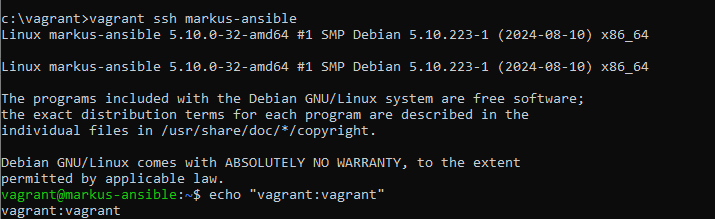 c:\vagrant>vagrant ssh markus-ansible
Linux markus-ansible 5.10.0-32-amd64 #1 SMP Debian 5.10.223-1 (2024-08-10) x86_64
Linux markus-ansible 5.10.0-32-amd64 #1 SMP Debian 5.10.223-1 (2024-08-10) x86_64
The programs included with the Debian GNU/Linux system are free software;
the exact distribution terms for each program are described in the
individual files in /usr/share/doc/*/copyright.
Debian GNU/Linux comes with ABSOLUTELY NO WARRANTY, to the extent
permitted by applicable law.
vagrant@markus-ansible:~$ echo "vagrant:vagrant"
vagrant:vagrant